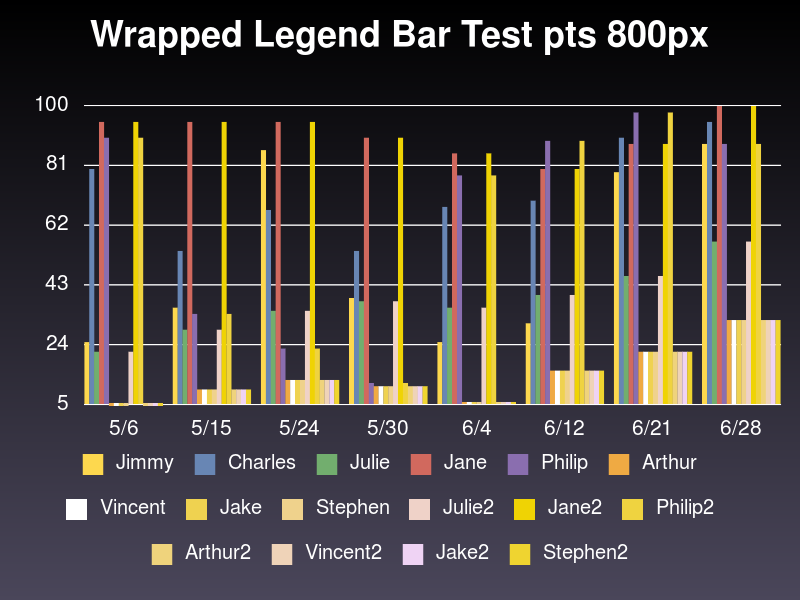 Wrapped Legend Bar Test pts 800px
100
81
62
43
24
5
5/6 5/15 5/24 5/30 6/4 6/12 6/21 6/28
Jimmy Charles Julie Jane Philip Arthur
Vincent Jake Stephen Julie2 Jane2 Philip2
Arthur2 Vincent2 Jake2 Stephen2